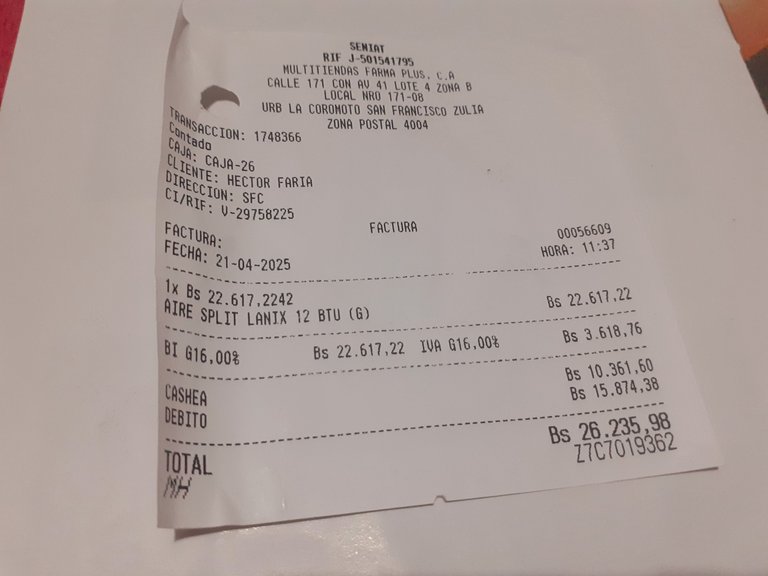 SENIAT
RIF J-501541795
MULTITIENDAS FARMA PLUS. C.A
CALLE 171 CON AV 41 LOTE 4 ZONA B
LOCAL NRO 171-08
URB LA COROMOTO SAN FRANCISCO ZULIA
ZONA POSTAL 4004
TRANSACCION: 1748366
Contado
CAJA: CAJA-26
CLIENTE: HECTOR FARIA
DIRECCION: SFC
CI/RIF: V-29758225
FACTURA
FACTURA: 00056609
FECHA: 21-04-2025 HORA: 11:37
1x Bs 22.617,2242
AIRE SPLIT LANIX 12 BTU (G) Bs 22.617,22
BI G16,00% Bs 22.617,22 IVA G16,00% Bs 3.618,76
CASHEA Bs 10.361,60
DEBITO Bs 15.874,38
TOTAL Bs 26.235,98
MH Z7C7019362